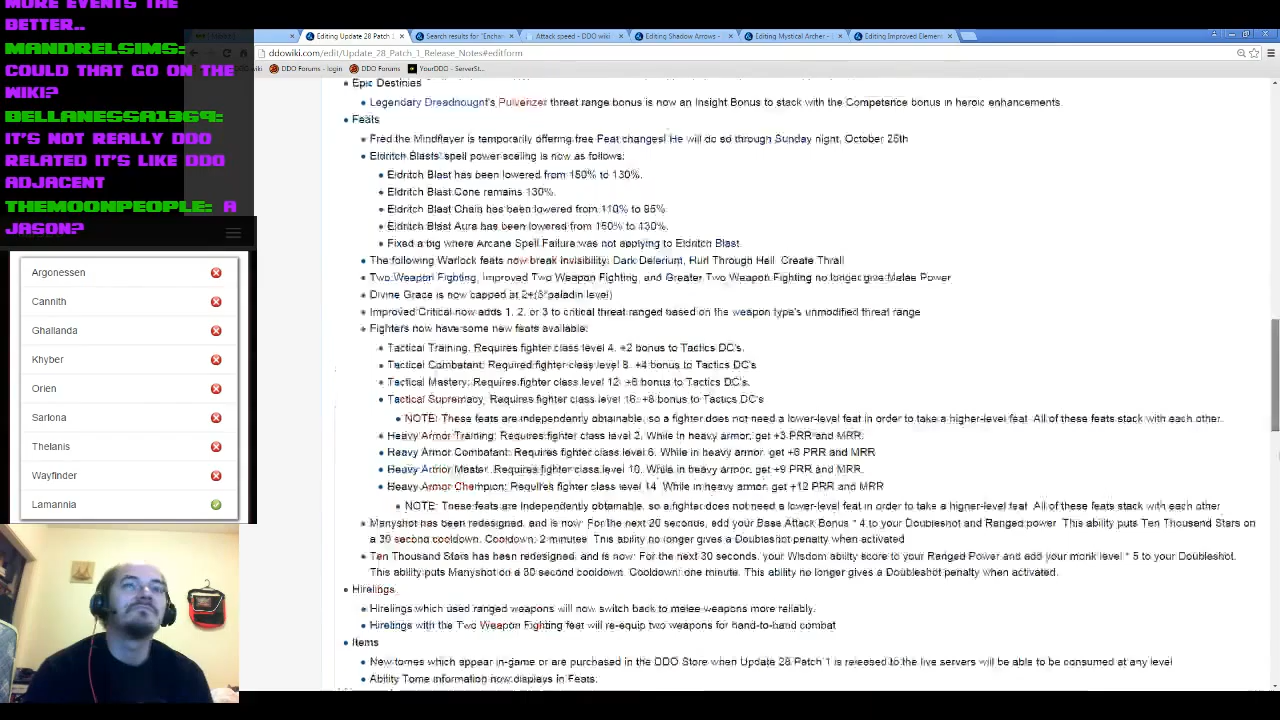 MORE EVENTS THE
BETTER..
MANDRELSIMS:
COULD THAT GO ON THE
WIKI?
BELLANESSA1369:
IT'S NOT REALLY DDO
RELATED IT'S LIKE DDO
ADJACENT
THEMOONPEOPLE: A
JASON?
Argonessen
Cannith
Ghallanda
Khyber
Orien
Sarlona
Thelanis
Wayfinder
Lamannia
Editing Update 28 Patch
Search results for "Ench
Attack speed - DDO wiki
Editing Shadow Arrows -
Editing Mystical Archer -
Editing Improved Element
ddowiki.com/edit/Update_28_Patch_1_Release_Notes#editform
DDO Forums - login
DDO Forums
YourDDO - ServerSt...
Epic Destinies
Legendary Dreadnought's Pulverizer threat range bonus is now an Insight Bonus to stack with the Competence bonus in heroic enhancements.
Feats
Fred the Mindflayer is temporarily offering free Feat changes! He will do so through Sunday night, October 25th
Eldritch Blasts' spell power scaling is now as follows:
Eldritch Blast has been lowered from 150% to 130%.
Eldritch Blast Cone remains 130%.
Eldritch Blast Chain has been lowered from 110% to 95%.
Eldritch Blast Aura has been lowered from 150% to 130%.
Fixed a big where Arcane Spell Failure was not applying to Eldritch Blast.
The following Warlock feats now break invisibility: Dark Delerium, Hurl Through Hell, Create Thrall
Two Weapon Fighting, Improved Two Weapon Fighting, and Greater Two Weapon Fighting no longer give Melee Power
Divine Grace is now capped at 2+(3*paladin level)
Improved Critical now adds 1, 2, or 3 to critical threat ranged based on the weapon type's unmodified threat range
Fighters now have some new feats available:
Tactical Training. Requires fighter class level 4. +2 bonus to Tactics DC's.
Tactical Combatant: Required fighter class level 8. +4 bonus to Tactics DC's
Tactical Mastery: Requires fighter class level 12. +6 bonus to Tactics DC's.
Tactical Supremacy, Requires fighter class level 16. +8 bonus to Tactics DC's
NOTE: These feats are independently obtainable, so a fighter does not need a lower-level feat in order to take a higher-level feat. All of these feats stack with each other.
Heavy Armor Training: Requires fighter class level 2. While in heavy armor, get +3 PRR and MRR.
Heavy Armor Combatant: Requires fighter class level 6. While in heavy armor, get +6 PRR and MRR
Heavy Armor Master: Requires fighter class level 10. While in heavy armor, get +9 PRR and MRR.
Heavy Armor Champion: Requires fighter class level 14. While in heavy armor, get +12 PRR and MRR
NOTE: These feats are independently obtainable, so a fighter does not need a lower-level feat in order to take a higher-level feat. All of these feats stack with each other.
Manyshot has been redesigned, and is now: For the next 20 seconds, add your Base Attack Bonus * 4 to your Doubleshot and Ranged power. This ability puts Ten Thousand Stars on
a 30 second cooldown. Cooldown: 2 minutes. This ability no longer gives a Doubleshot penalty when activated
Ten Thousand Stars has been redesigned, and is now: For the next 30 seconds, your Wisdom ability score to your Ranged Power and add your monk level * 5 to your Doubleshot.
This ability puts Manyshot on a 30 second cooldown. Cooldown: one minute. This ability no longer gives a Doubleshot penalty when activated.
Hirelings
Hirelings which used ranged weapons will now switch back to melee weapons more reliably.
Hirelings with the Two Weapon Fighting feat will re-equip two weapons for hand-to-hand combat
Items
New tomes which appear in-game or are purchased in the DDO Store when Update 28 Patch 1 is released to the live servers will be able to be consumed at any level
Ability Tome information now displays in Feats.